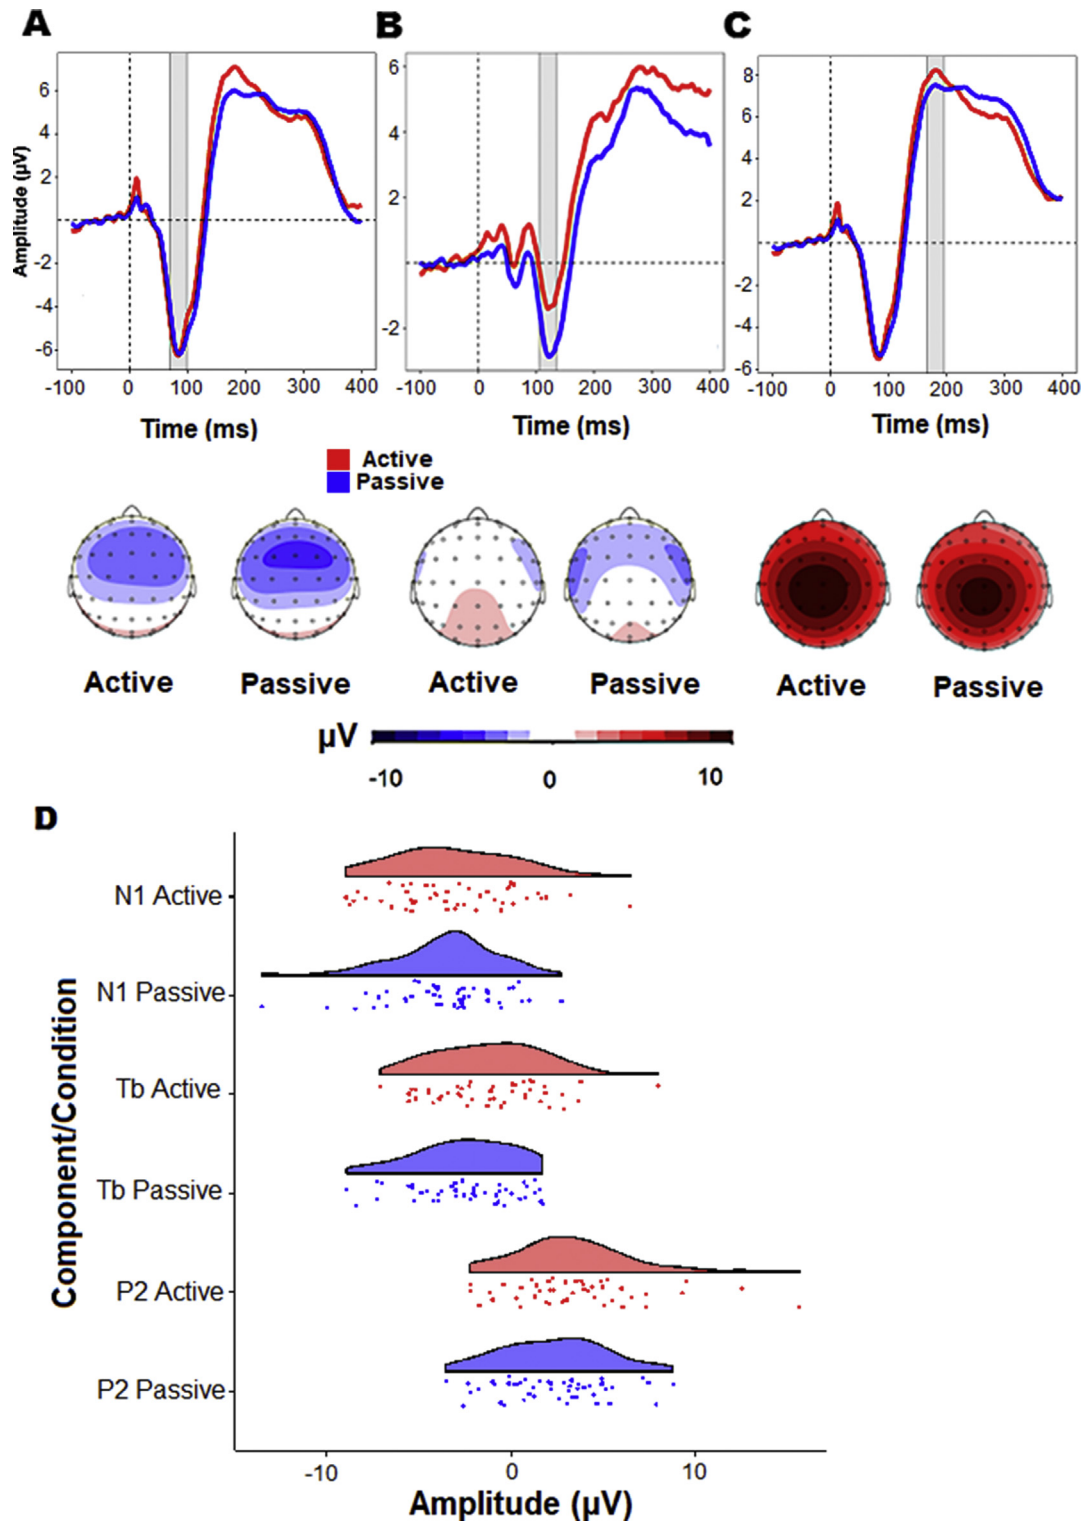 A B C
6
4
2
0
-2
-4
-6
Amplitude (µV)
-100 0 100 200 300 400
Time (ms)
6
4
2
-2
-100 0 100 200 300 400
Time (ms)
8
6
4
2
0
-2
-4
-6
-100 0 100 200 300 400
Time (ms)
Active
Passive
Active Passive Active Passive Active Passive
µV
-10 0 10
D
Component/Condition
N1 Active
N1 Passive
Tb Active
Tb Passive
P2 Active
P2 Passive
-10 0 10
Amplitude (µV)